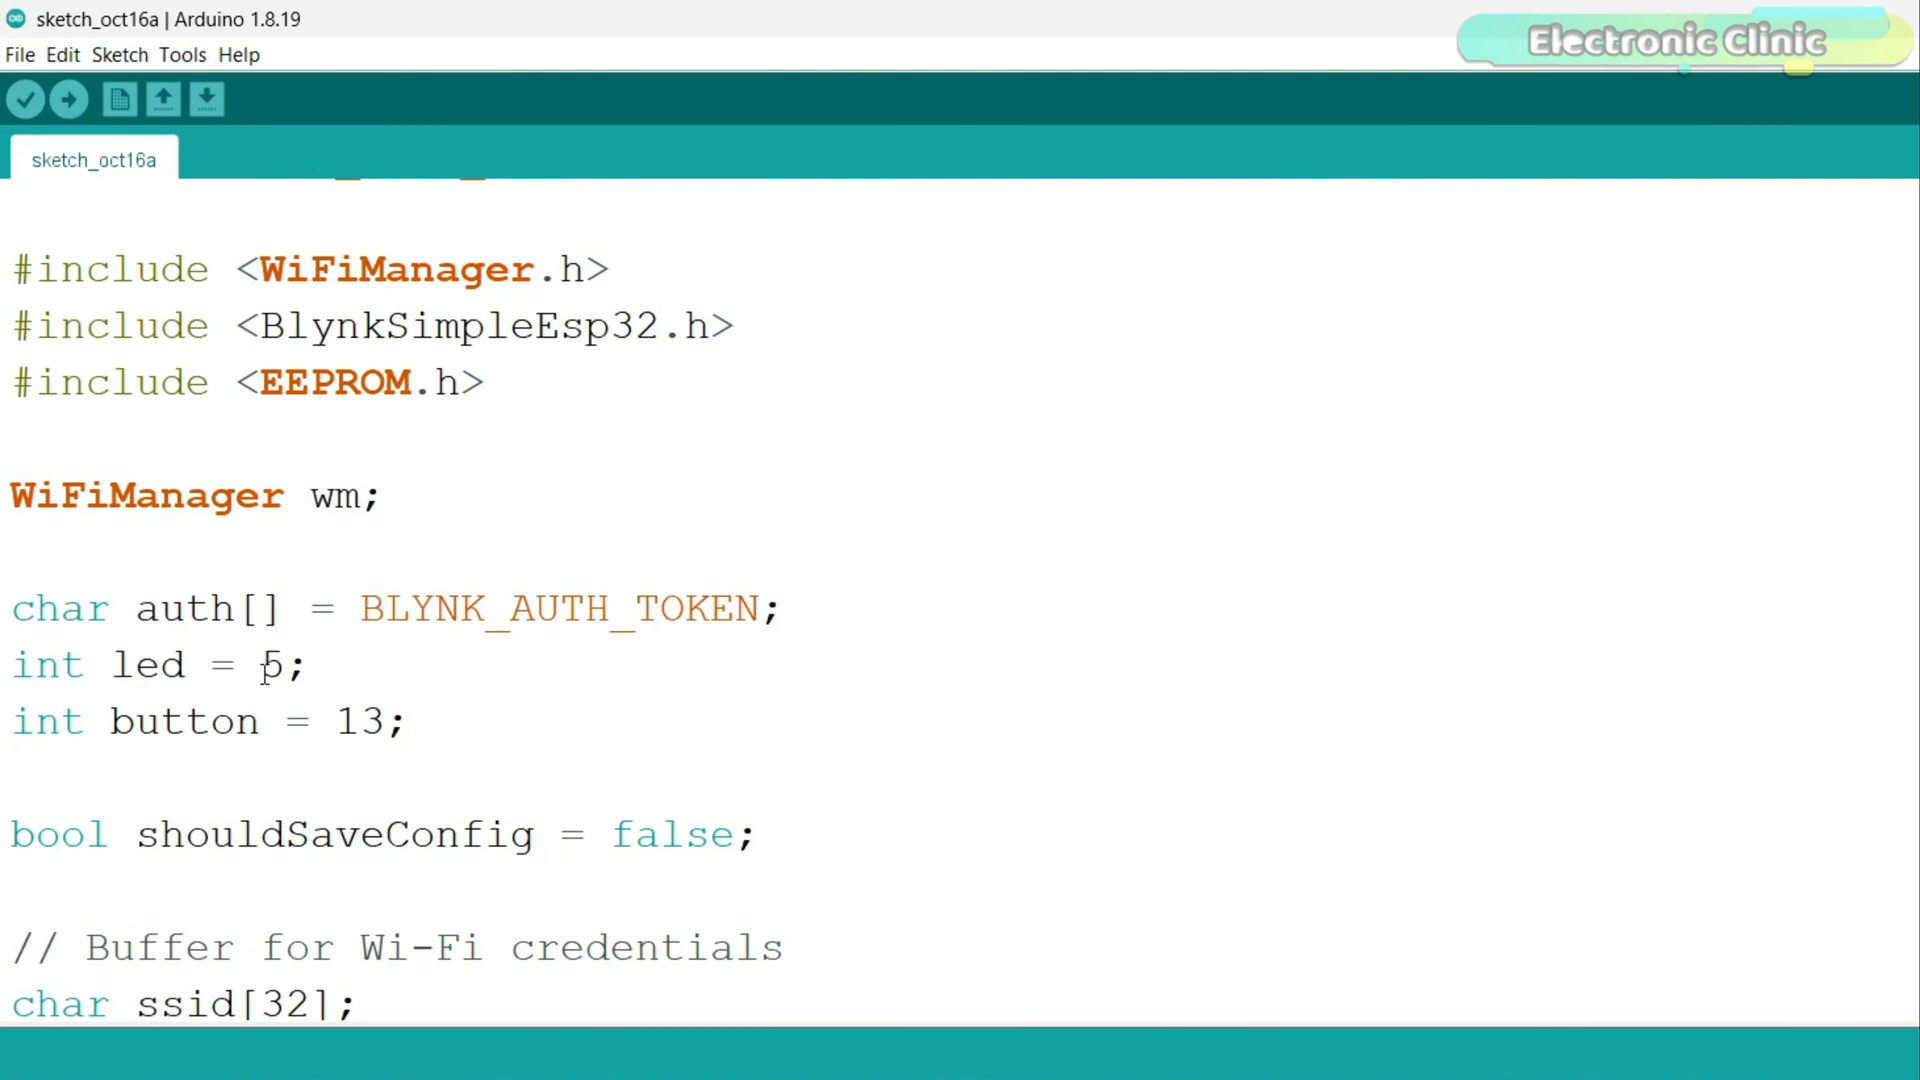 sketch_oct16a | Arduino 1.8.19
Electronic Clinic
File Edit Sketch Tools Help
sketch_oct16a
#include <WiFiManager.h>
#include <BlynkSimpleEsp32.h>
#include <EEPROM.h>
WiFiManager wm;
char auth[] = BLYNK_AUTH_TOKEN;
int led = 5;
int button = 13;
bool shouldSaveConfig = false;
// Buffer for Wi-Fi credentials
char ssid[32];